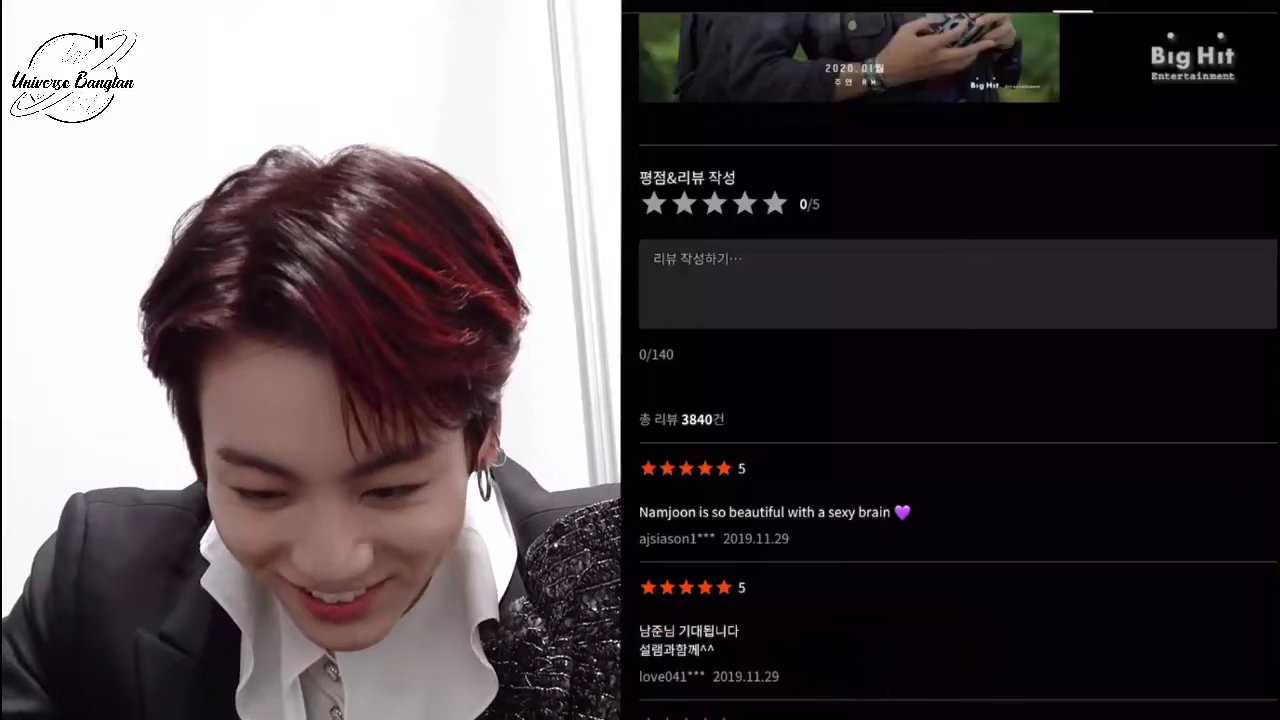 Universe Bangtan
2020.01월
주연 RM
Big Hit
Big Hit
Entertainment
평점&리뷰 작성
0/5
리뷰 작성하기…
0/140
총 리뷰 3840건
5
Namjoon is so beautiful with a sexy brain 💜
ajsiason1*** 2019.11.29
5
남준님 기대됩니다
설렘과함께^^
love041*** 2019.11.29